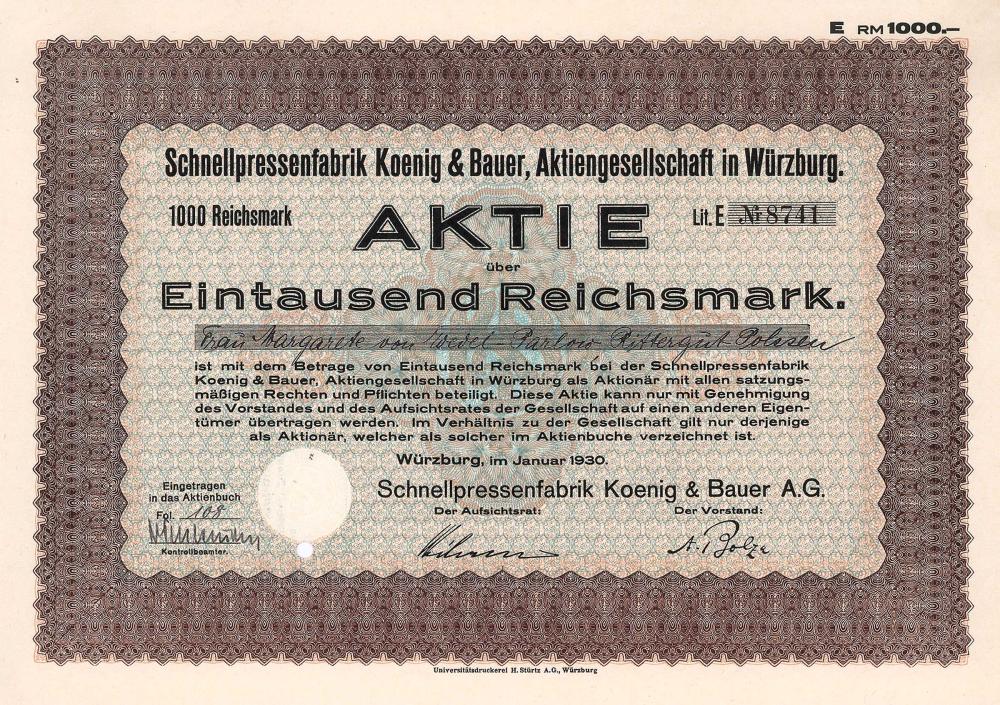 E RM 1000.—
Schnellpressenfabrik Koenig & Bauer, Aktiengesellschaft in Würzburg.
1000 Reichsmark AKTIE Lit. E № 8741
über
Eintausend Reichsmark.
Frau Margarete von Wedel-Parlow Rittergut Polssen
ist mit dem Betrage von Eintausend Reichsmark bei der Schnellpressenfabrik
Koenig & Bauer, Aktiengesellschaft in Würzburg als Aktionär mit allen satzungs-
mäßigen Rechten und Pflichten beteiligt. Diese Aktie kann nur mit Genehmigung
des Vorstandes und des Aufsichtsrates der Gesellschaft auf einen anderen Eigen-
tümer übertragen werden. Im Verhältnis zu der Gesellschaft gilt nur derjenige
als Aktionär, welcher als solcher im Aktienbuche verzeichnet ist.
Würzburg, im Januar 1930.
Schnellpressenfabrik Koenig & Bauer A.G.
Der Aufsichtsrat: Der Vorstand:
A. Bolza
Eingetragen
in das Aktienbuch
Fol. 108
Kontrollbeamter.
Universitätsdruckerei H. Stürtz A.G., Würzburg